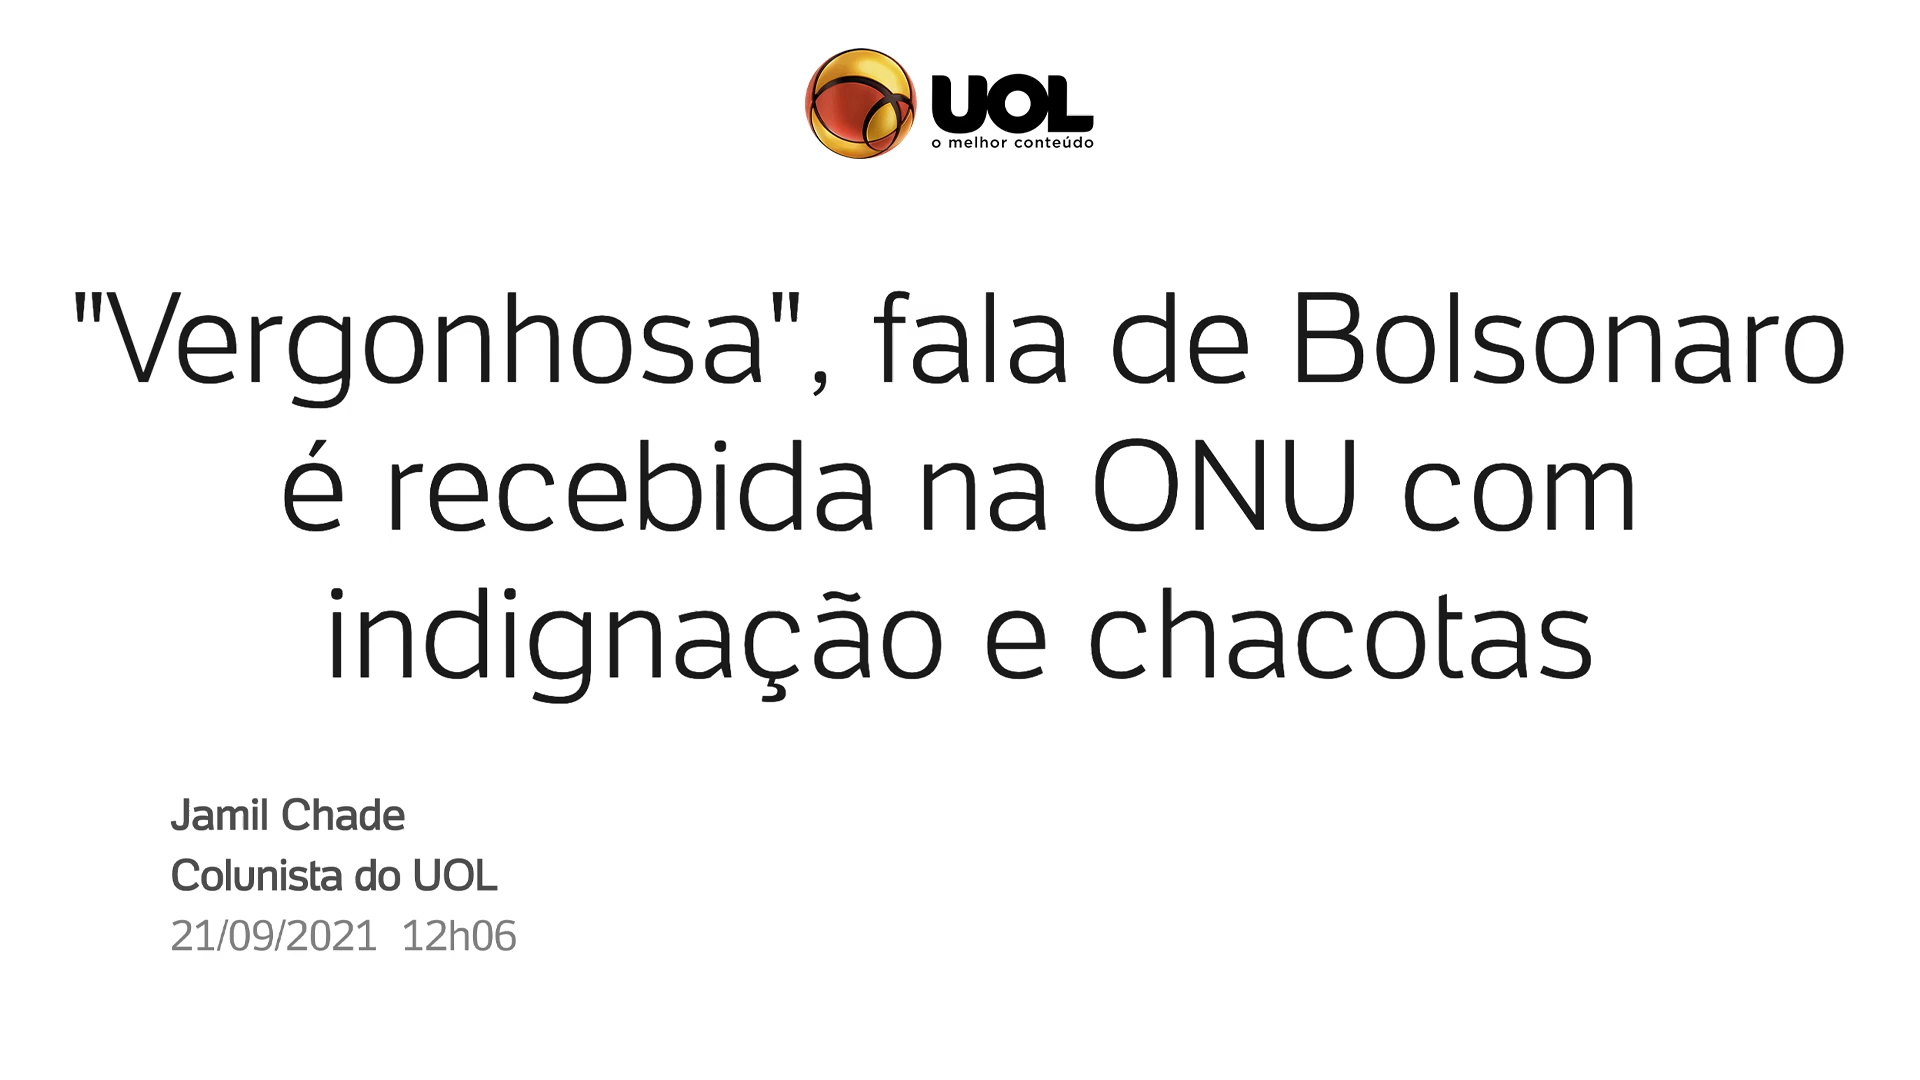 UOL
o melhor conteúdo
"Vergonhosa", fala de Bolsonaro
é recebida na ONU com
indignação e chacotas
Jamil Chade
Colunista do UOL
21/09/2021 12h06